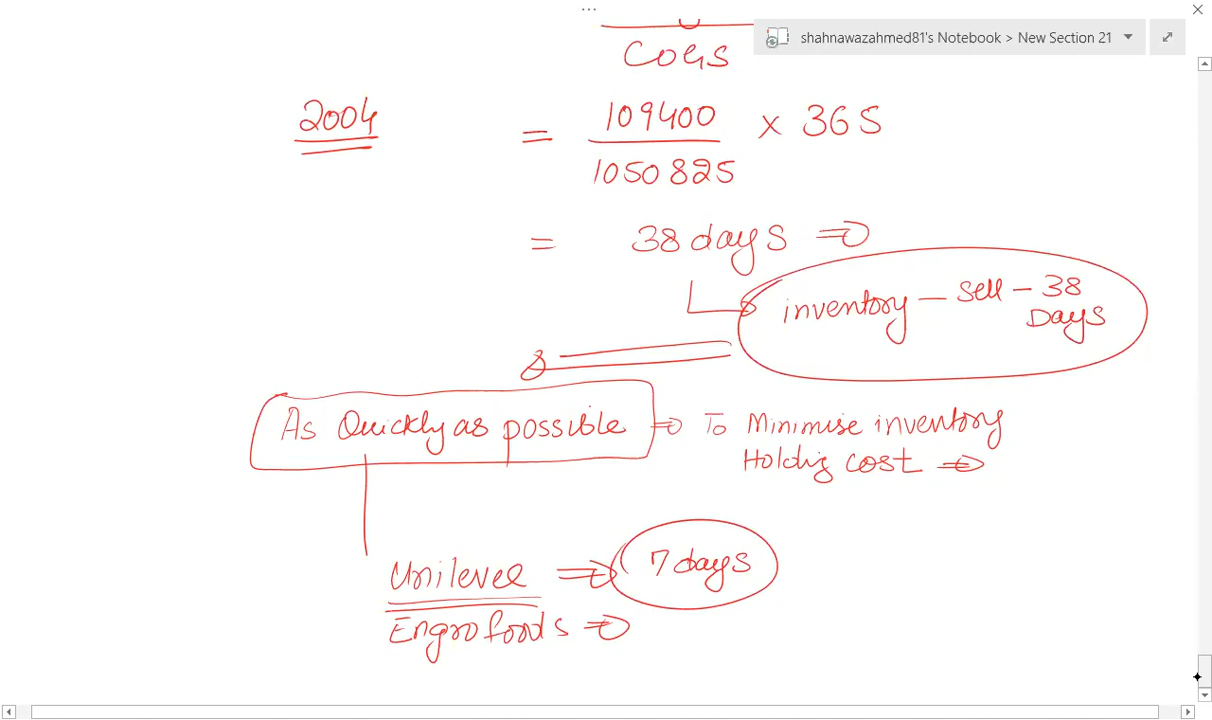 shahnawazahmed81's Notebook > New Section 21
COGS
2004 = 109400 × 365
1050825
= 38 days ⇒
inventory — sell — 38
Days
As Quickly as possible ⇒ To Minimise inventory
Holdig cost ⇒
Unilever ⇒ 7 days
Engro foods ⇒